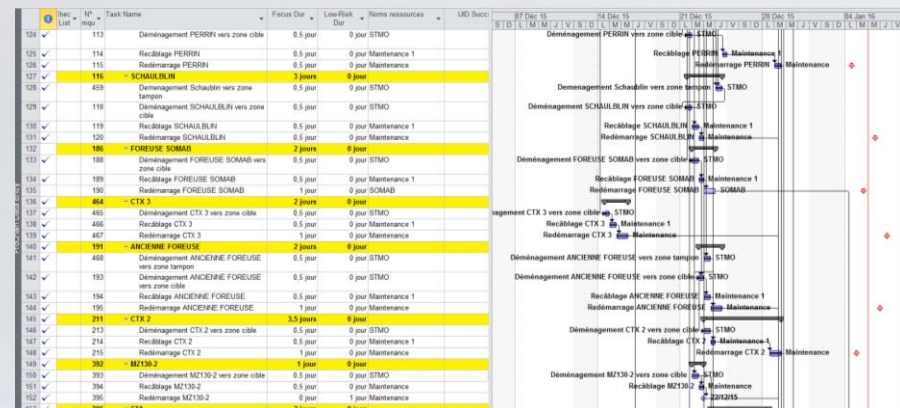 Chec List N° niqu Task Name Focus Dur Low-Risk Dur Noms ressources UID Succ 07 Déc 15 14 Déc 15 21 Déc 15 28 Déc 15 04 Jan 16
124 113 Déménagement PERRIN vers zone cible 0,5 jour 0 jour STMO Déménagement PERRIN vers zone cible STMO
125 114 Recâblage PERRIN 0,5 jour 0 jour Maintenance 1 Recâblage PERRIN Maintenance 1
126 115 Redémarrage PERRIN 0,5 jour 0 jour Maintenance Redémarrage PERRIN Maintenance
127 116 - SCHAULBLIN 3 jours 0 jour
128 459 Demenagement Schaublin vers zone tampon 0,5 jour 0 jour STMO Demenagement Schaublin vers zone tampon STMO
129 118 Déménagement SCHAULBLIN vers zone cible 0,5 jour 0 jour STMO Déménagement SCHAULBLIN vers zone cible STMO
130 119 Recâblage SCHAULBLIN 0,5 jour 0 jour Maintenance 1 Recâblage SCHAULBLIN Maintenance 1
131 120 Redémarrage SCHAULBLIN 0,5 jour 0 jour Maintenance Redémarrage SCHAULBLIN Maintenance
132 186 - FOREUSE SOMAB 2 jours 0 jour
133 188 Déménagement FOREUSE SOMAB vers zone cible 0,5 jour 0 jour STMO Déménagement FOREUSE SOMAB vers zone cible STMO
134 189 Recâblage FOREUSE SOMAB 0,5 jour 0 jour Maintenance 1 Recâblage FOREUSE SOMAB Maintenance 1
135 190 Redémarrage FOREUSE SOMAB 1 jour 0 jour SOMAB Redémarrage FOREUSE SOMAB SOMAB
136 464 - CTX 3 2 jours 0 jour
137 465 Déménagement CTX 3 vers zone cible 0,5 jour 0 jour STMO nagement CTX 3 vers zone cible STMO
138 466 Recâblage CTX 3 0,5 jour 0 jour Maintenance 1 Recâblage CTX 3 Maintenance 1
139 467 Redémarrage CTX 3 1 jour 0 jour Maintenance Redémarrage CTX 3 Maintenance
140 191 - ANCIENNE FOREUSE 2 jours 0 jour
141 468 Déménagement ANCIENNE FOREUSE vers zone tampon 0,5 jour 0 jour STMO Déménagement ANCIENNE FOREUSE vers zone tampon STMO
142 193 Déménagement ANCIENNE FOREUSE vers zone cible 0,5 jour 0 jour STMO Déménagement ANCIENNE FOREUSE vers zone cible STMO
143 194 Recâblage ANCIENNE FOREUSE 0,5 jour 0 jour Maintenance 1 Recâblage ANCIENNE FOREUSE Maintenance 1
144 195 Redémarrage ANCIENNE FOREUSE 1 jour 0 jour Maintenance Redémarrage ANCIENNE FOREUSE Maintenance
145 211 - CTX 2 3,5 jours 0 jour
146 213 Déménagement CTX 2 vers zone cible 0,5 jour 0 jour STMO Déménagement CTX 2 vers zone cible STMO
147 214 Recâblage CTX 2 0,5 jour 0 jour Maintenance 1 Recâblage CTX 2 Maintenance 1
148 215 Redémarrage CTX 2 1 jour 0 jour Maintenance Redémarrage CTX 2 Maintenance
149 392 - MZ130-2 1 jour 0 jour
150 393 Déménagement MZ130-2 vers zone cible 0,5 jour 0 jour STMO Déménagement MZ130-2 vers zone cible STMO
151 394 Recâblage MZ130-2 0,5 jour 0 jour Maintenance Recâblage MZ130-2 Maintenance
152 395 Redémarrage MZ130-2 0 jour 1 jour Maintenance 22/12/15